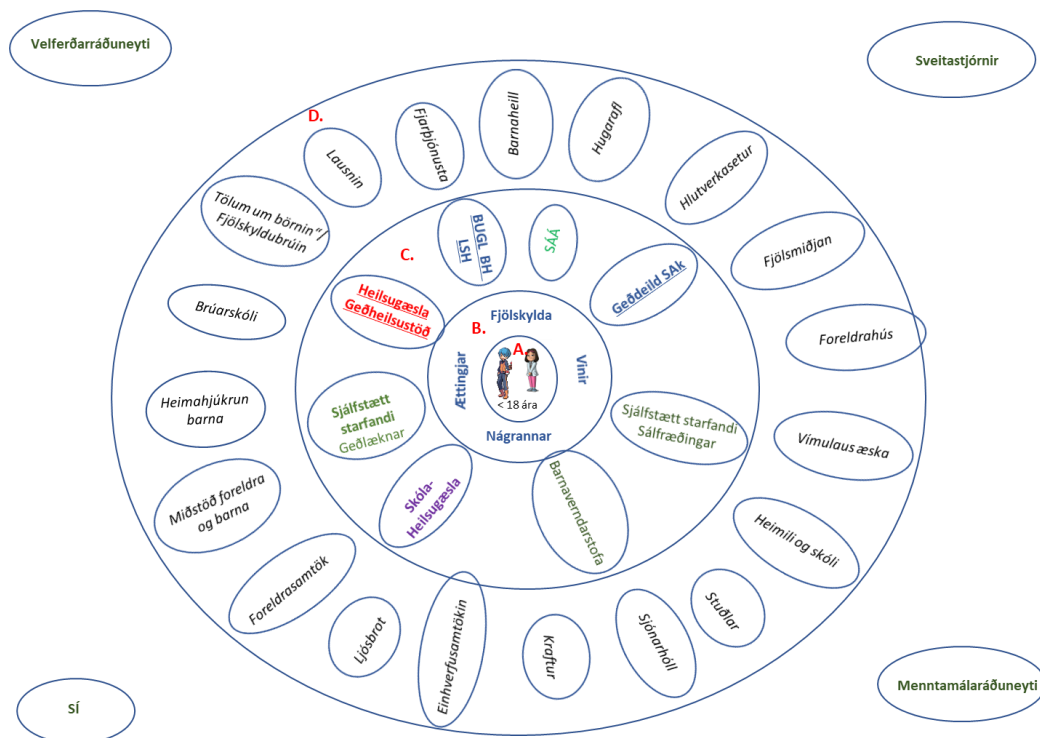 Velferðarráðuneyti
Sveitastjórnir
D.
Lausnin
Fjarþjónusta
Barnaheill
Hugarafl
Hlutverkasetur
Fjölsmiðjan
Foreldrahús
Vímulaus æska
Heimili og skóli
Stuðlar
Sjónarhóll
Kraftur
Einhverfusamtökin
Ljósbrot
Foreldrasamtök
Miðstöð foreldra
og barna
Heimahjúkrun
barna
Brúarskóli
Tölum um börnin"/
Fjölskyldubrúin
C.
BUGL BH
LSH
SÁÁ
Geðdeild SAk
Sjálfstætt starfandi
Sálfræðingar
Barnaverndarstofa
Skóla-
Heilsugæsla
Sjálfstætt
starfandi
Geðlæknar
Heilsugæsla
Geðheilsustöð
B.
Fjölskylda
Vinir
Nágrannar
Ættingjar
A.
< 18 ára
SÍ
Menntamálaráðuneyti